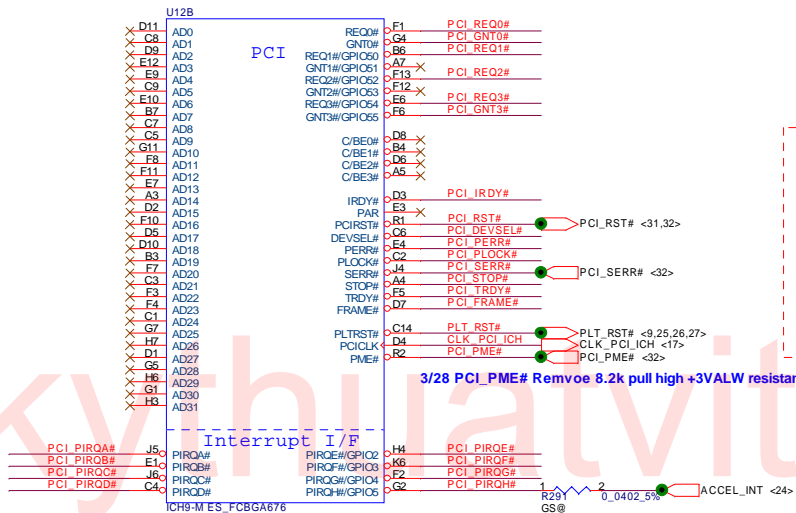 U12B
PCI
D11 AD0
C8 AD1
D9 AD2
E12 AD3
E9 AD4
C9 AD5
E10 AD6
B7 AD7
C7 AD8
C5 AD9
G11 AD10
F8 AD11
F11 AD12
E7 AD13
A3 AD14
D2 AD15
F10 AD16
D5 AD17
D10 AD18
B3 AD19
F7 AD20
C3 AD21
F3 AD22
F4 AD23
C1 AD24
G7 AD25
H7 AD26
D1 AD27
G5 AD28
H6 AD29
G1 AD30
H3 AD31
REQ0# F1 PCI_REQ0#
GNT0# G4 PCI_GNT0#
REQ1#/GPIO50 B6 PCI_REQ1#
GNT1#/GPIO51 A7
REQ2#/GPIO52 F13 PCI_REQ2#
GNT2#/GPIO53 F12
REQ3#/GPIO54 E6 PCI_REQ3#
GNT3#/GPIO55 F6 PCI_GNT3#
C/BE0# D8
C/BE1# B4
C/BE2# D6
C/BE3# A5
IRDY# D3 PCI_IRDY#
PAR E3
PCIRST# R1 PCI_RST# PCI_RST# <31,32>
DEVSEL# C6 PCI_DEVSEL#
PERR# E4 PCI_PERR#
PLOCK# C2 PCI_PLOCK#
SERR# J4 PCI_SERR# PCI_SERR# <32>
STOP# A4 PCI_STOP#
TRDY# F5 PCI_TRDY#
FRAME# D7 PCI_FRAME#
PLTRST# C14 PLT_RST# PLT_RST# <9,25,26,27>
PCICLK D4 CLK_PCI_ICH CLK_PCI_ICH <17>
PME# R2 PCI_PME# PCI_PME# <32>
3/28 PCI_PME# Remvoe 8.2k pull high +3VALW resistan
kythuatvit
Interrupt I/F
PCI_PIRQA# J5 PIRQA# PIRQE#/GPIO2 H4 PCI_PIRQE#
PCI_PIRQB# E1 PIRQB# PIRQF#/GPIO3 K6 PCI_PIRQF#
PCI_PIRQC# J6 PIRQC# PIRQG#/GPIO4 F2 PCI_PIRQG#
PCI_PIRQD# C4 PIRQD# PIRQH#/GPIO5 G2 PCI_PIRQH# 1 2 ACCEL_INT <24>
R291 0_0402_5%
GS@
ICH9-M ES_FCBGA676